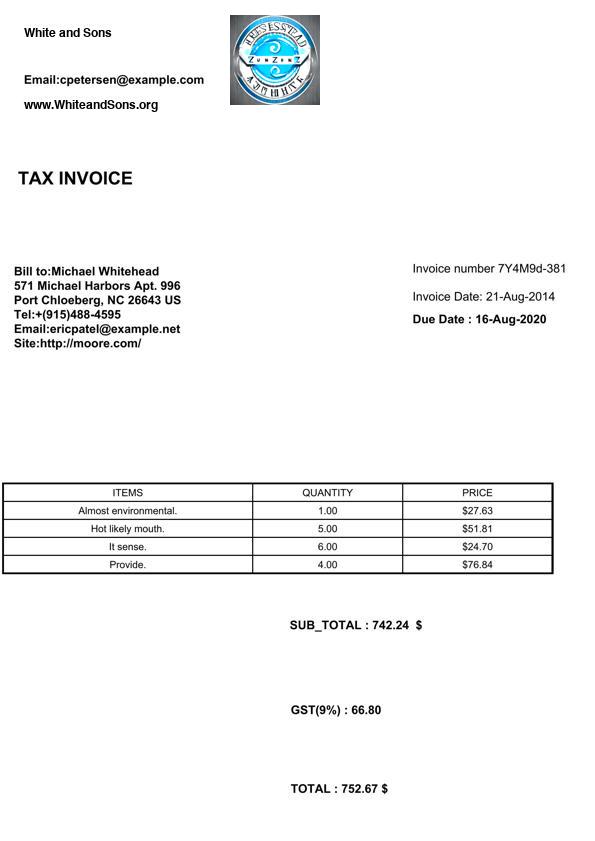 White and Sons
Email:cpetersen@example.com
www.WhiteandSons.org
TAX INVOICE
Bill to:Michael Whitehead
571 Michael Harbors Apt. 996
Port Chloeberg, NC 26643 US
Tel:+(915)488-4595
Email:ericpatel@example.net
Site:http://moore.com/
Invoice number 7Y4M9d-381
Invoice Date: 21-Aug-2014
Due Date : 16-Aug-2020
ITEMS QUANTITY PRICE
Almost environmental. 1.00 $27.63
Hot likely mouth. 5.00 $51.81
It sense. 6.00 $24.70
Provide. 4.00 $76.84
SUB_TOTAL : 742.24 $
GST(9%) : 66.80
TOTAL : 752.67 $